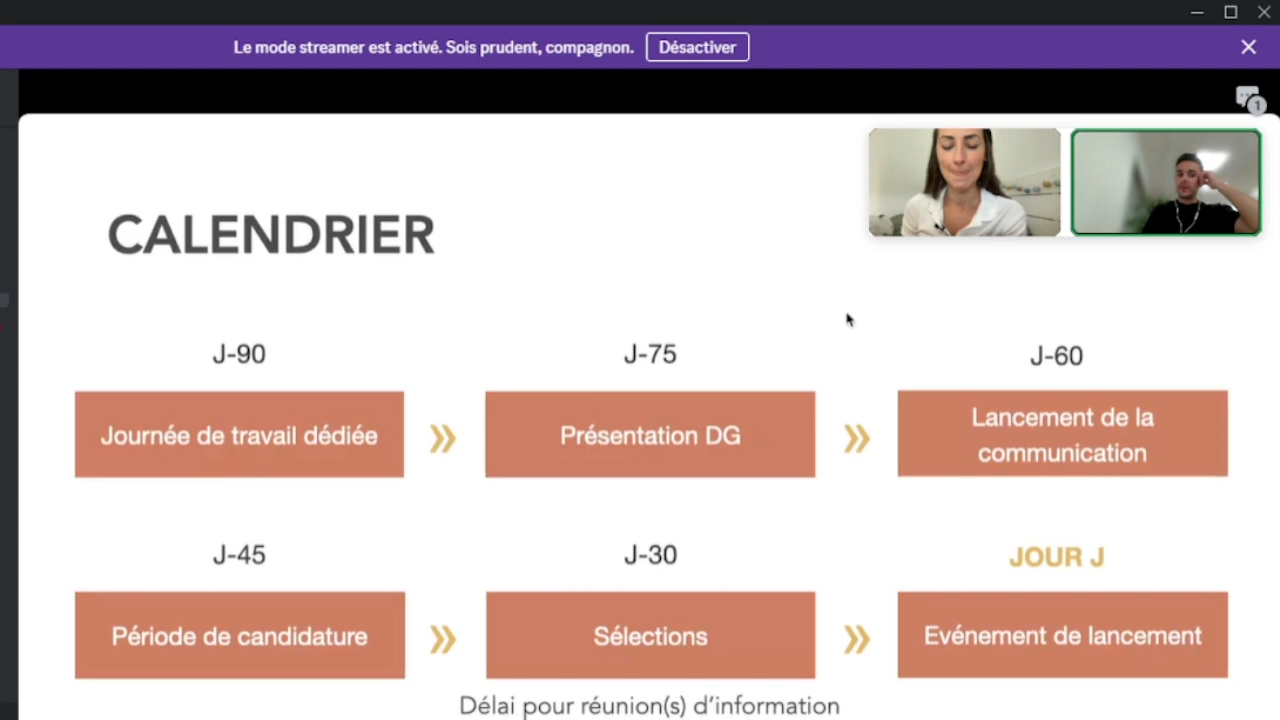 Le mode streamer est activé. Sois prudent, compagnon. Désactiver
1
CALENDRIER
J-90
J-75
J-60
Journée de travail dédiée
Présentation DG
Lancement de la
communication
J-45
J-30
JOUR J
Période de candidature
Sélections
Evénement de lancement
Délai pour réunion(s) d’information